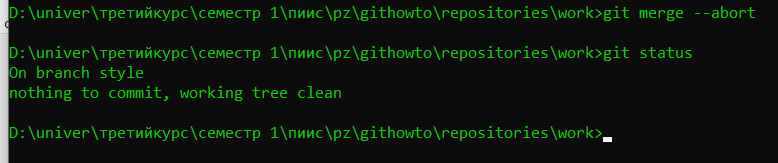 D:\univer\третийкурс\семестр 1\пиис\pz\githowto\repositories\work>git merge --abort
D:\univer\третийкурс\семестр 1\пиис\pz\githowto\repositories\work>git status
On branch style
nothing to commit, working tree clean
D:\univer\третийкурс\семестр 1\пиис\pz\githowto\repositories\work>